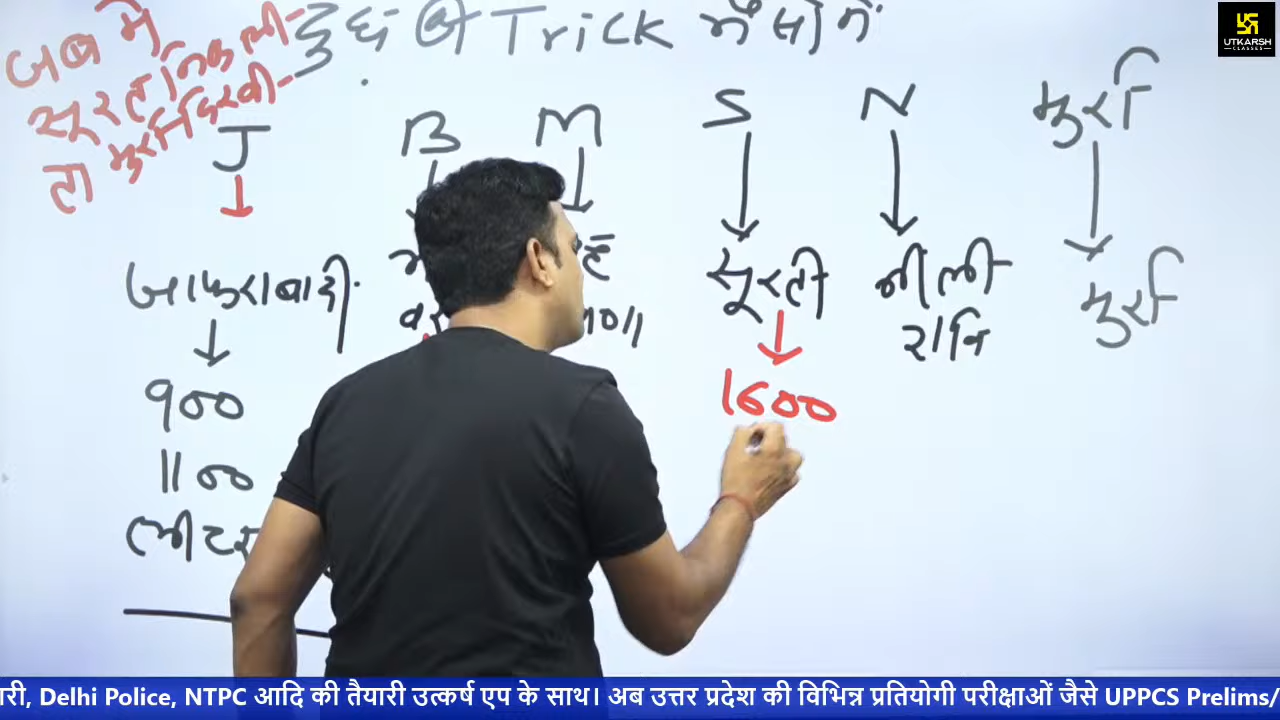 जब मे
सूरत निकली-
ता मुर्रा दिखी-
दुध की Trick भैंसो में
J B M S N मुर्रा
जाफराबादी सूरती नीली
रावि
मुर्रा
900
1100
लीटर
1600
UTKARSH
CLASSES
ारी, Delhi Police, NTPC आदि की तैयारी उत्कर्ष एप के साथ। अब उत्तर प्रदेश की विभिन्न प्रतियोगी परीक्षाओं जैसे UPPCS Prelims/